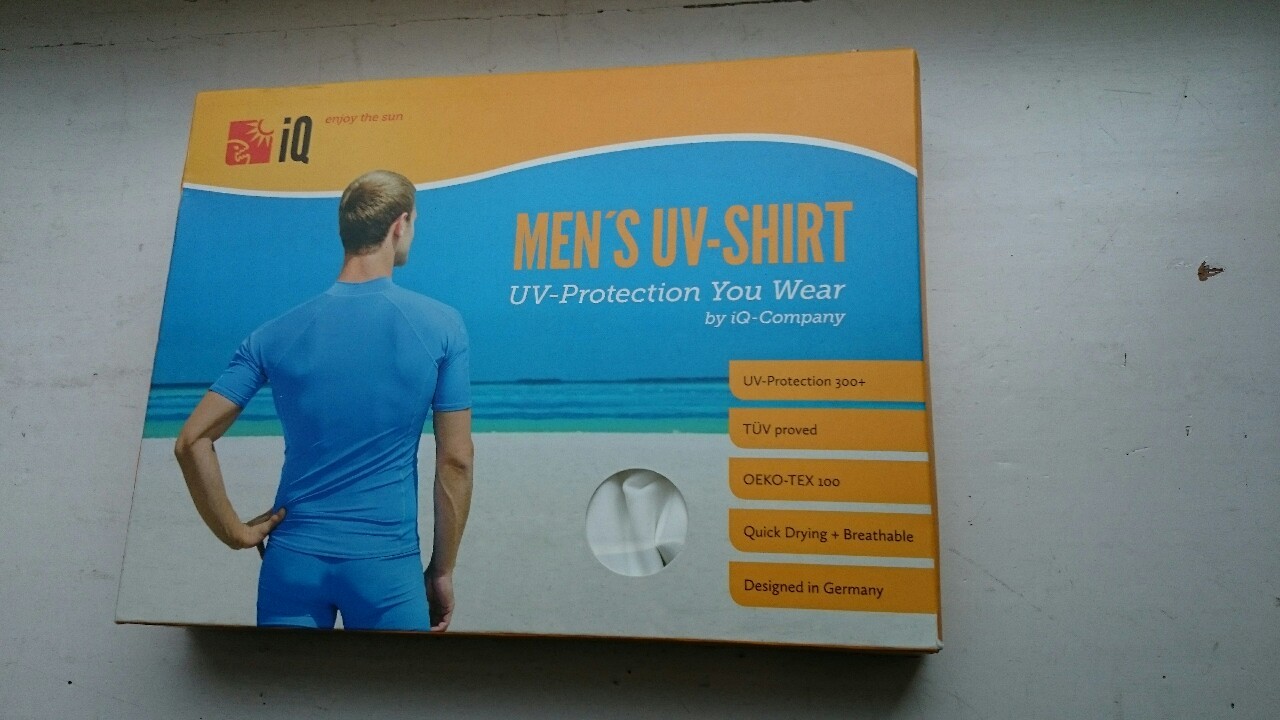 iQ enjoy the sun
MEN´S UV-SHIRT
UV-Protection You Wear
by iQ-Company
UV-Protection 300+
TÜV proved
OEKO-TEX 100
Quick Drying + Breathable
Designed in Germany